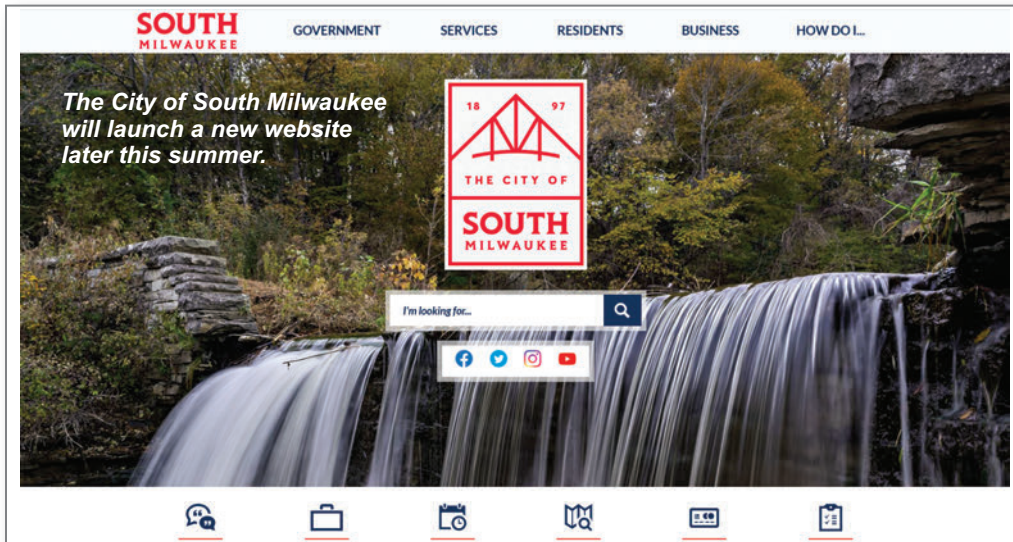 SOUTH
MILWAUKEE
GOVERNMENT SERVICES RESIDENTS BUSINESS HOW DO I...
The City of South Milwaukee
will launch a new website
later this summer.
18 97
THE CITY OF
SOUTH
MILWAUKEE
I'm looking for...